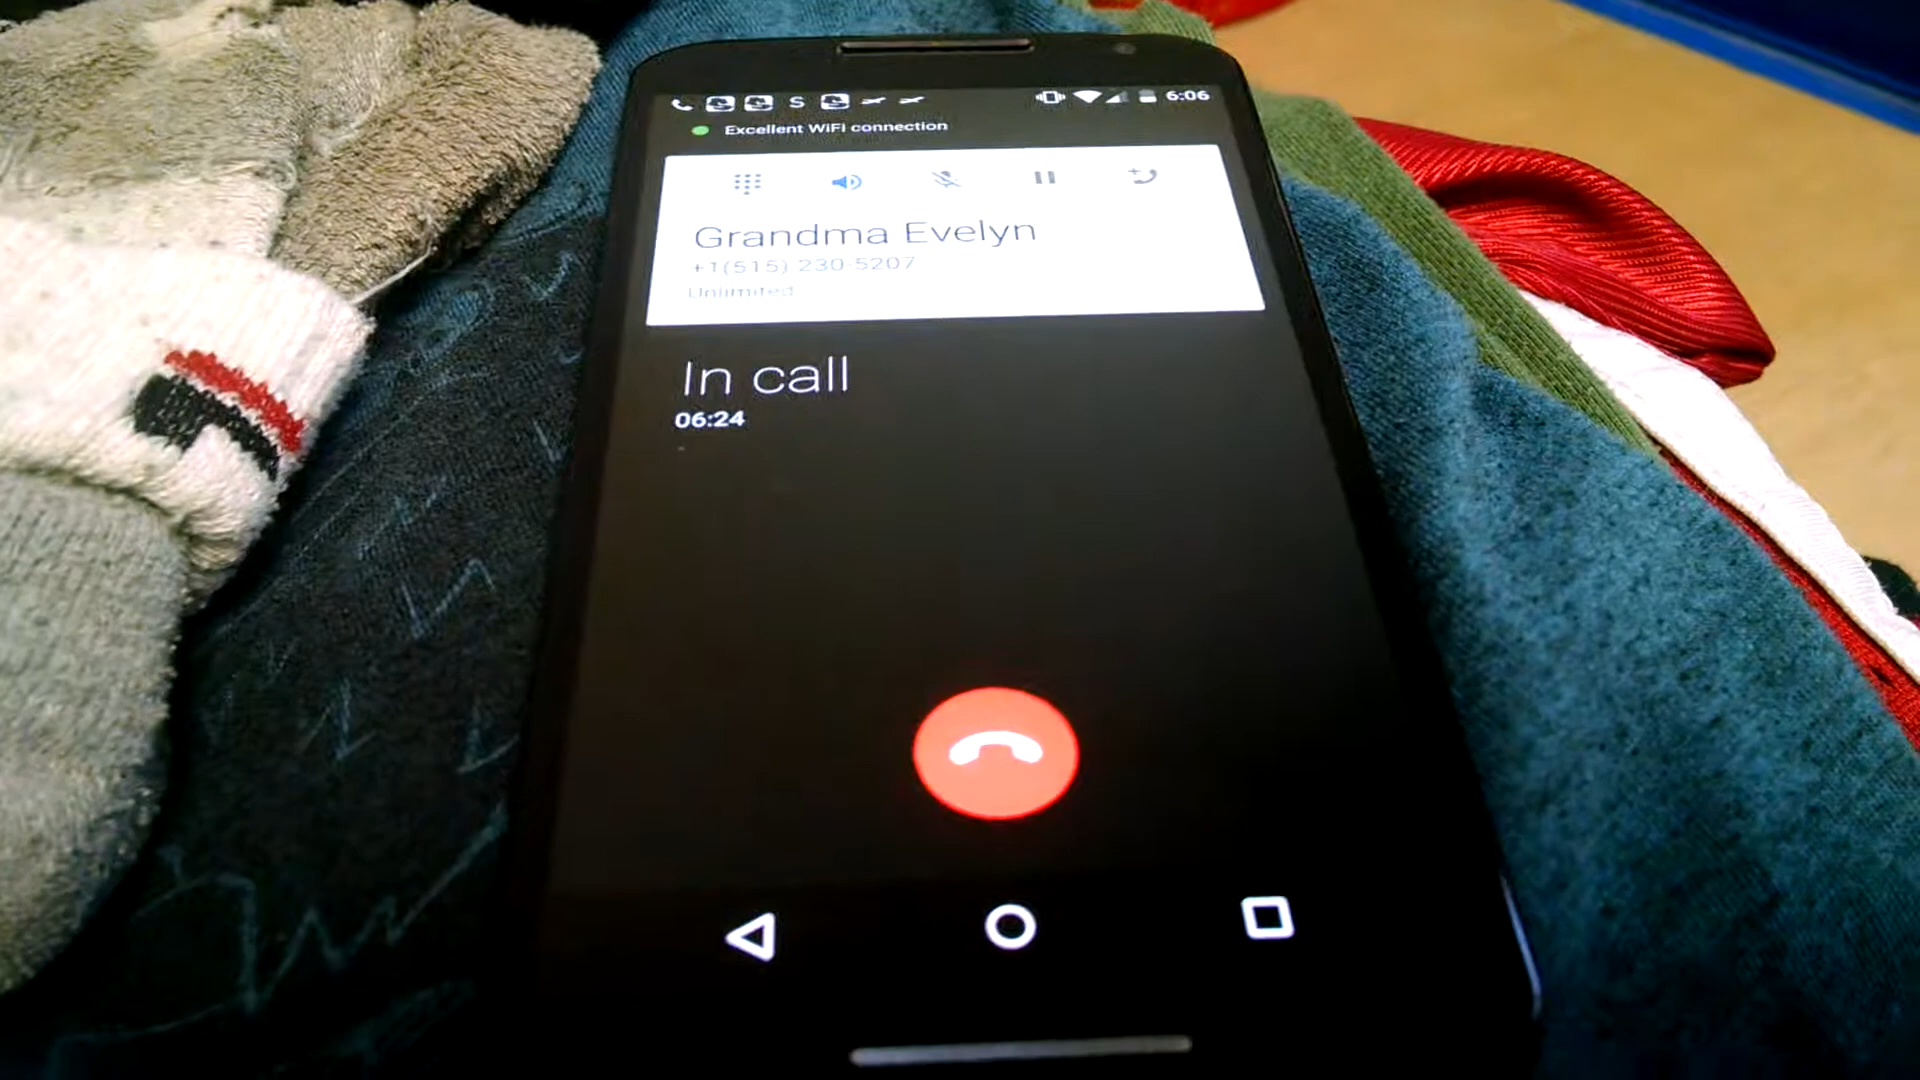 S 6:06
Excellent WiFi connection
Grandma Evelyn
+1(515) 230-5207
Unlimited
In call
06:24